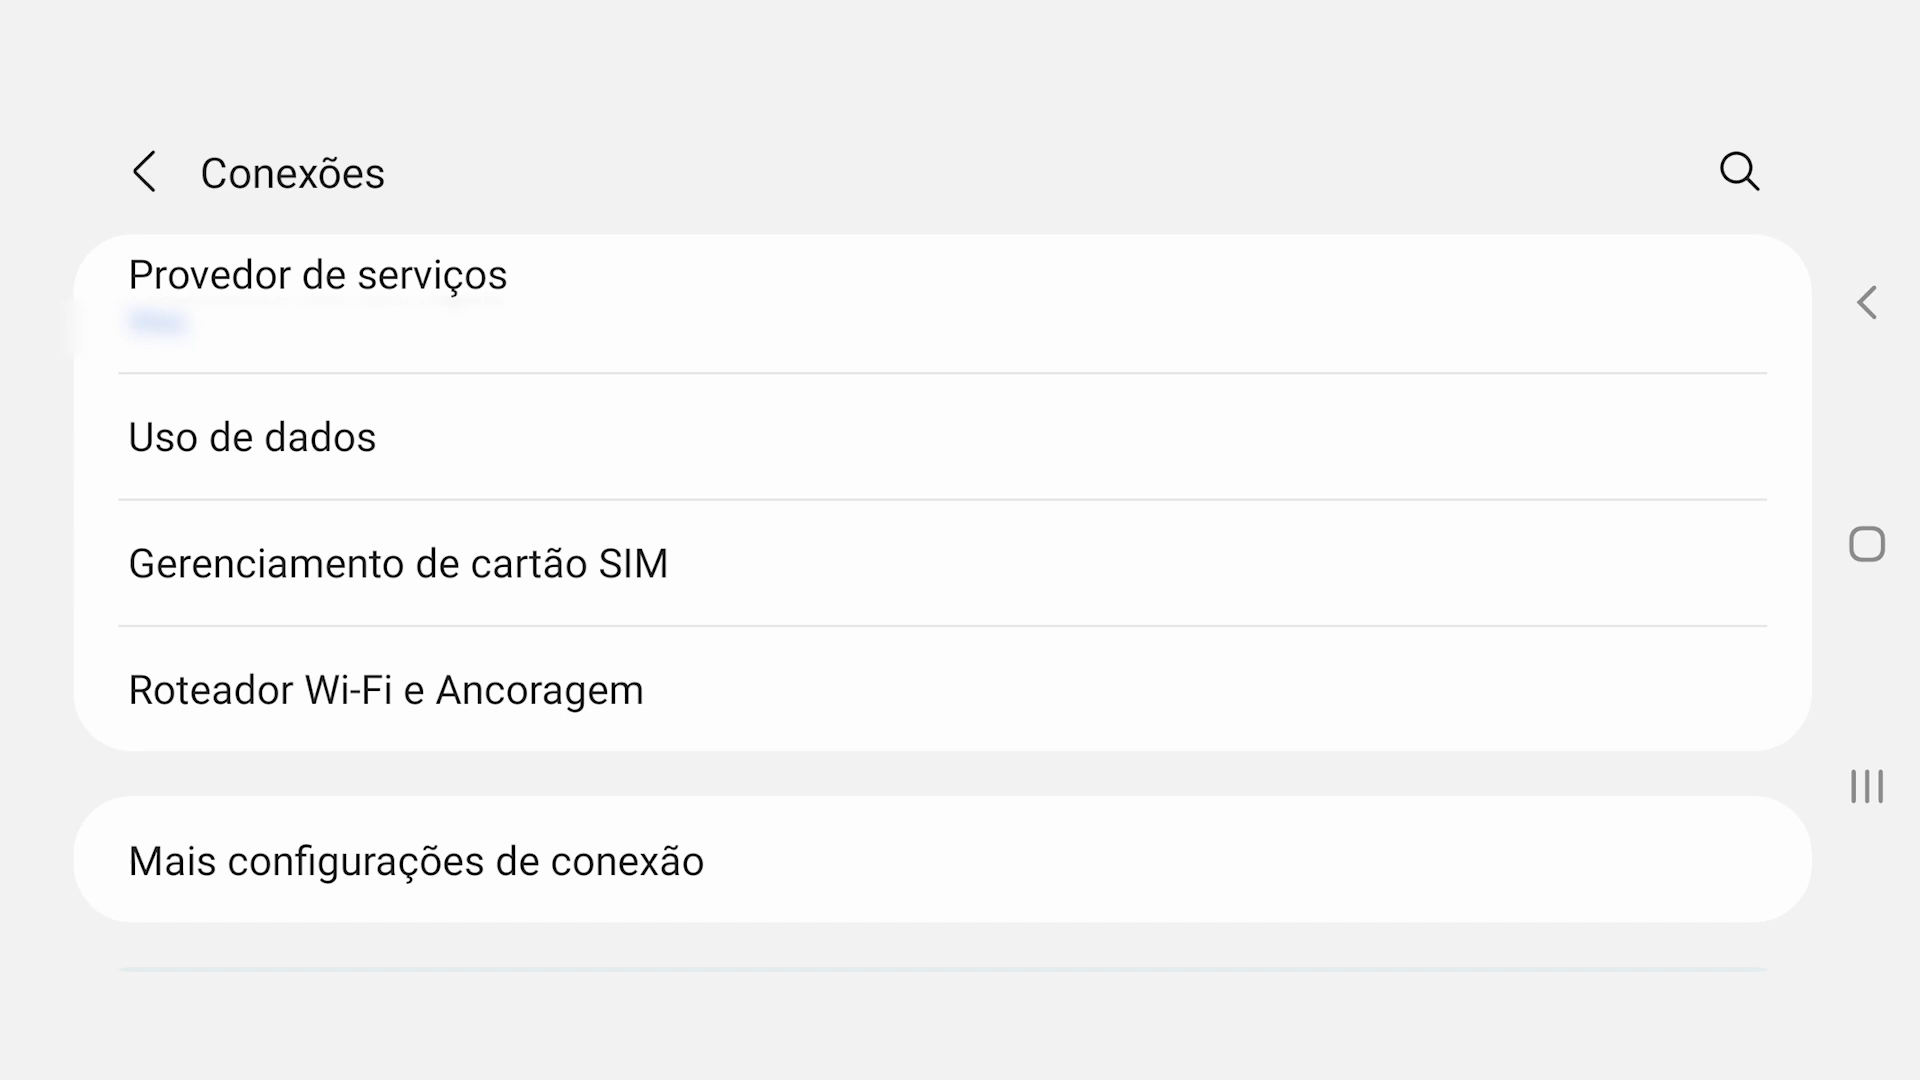 Conexões
Provedor de serviços
Uso de dados
Gerenciamento de cartão SIM
Roteador Wi-Fi e Ancoragem
Mais configurações de conexão